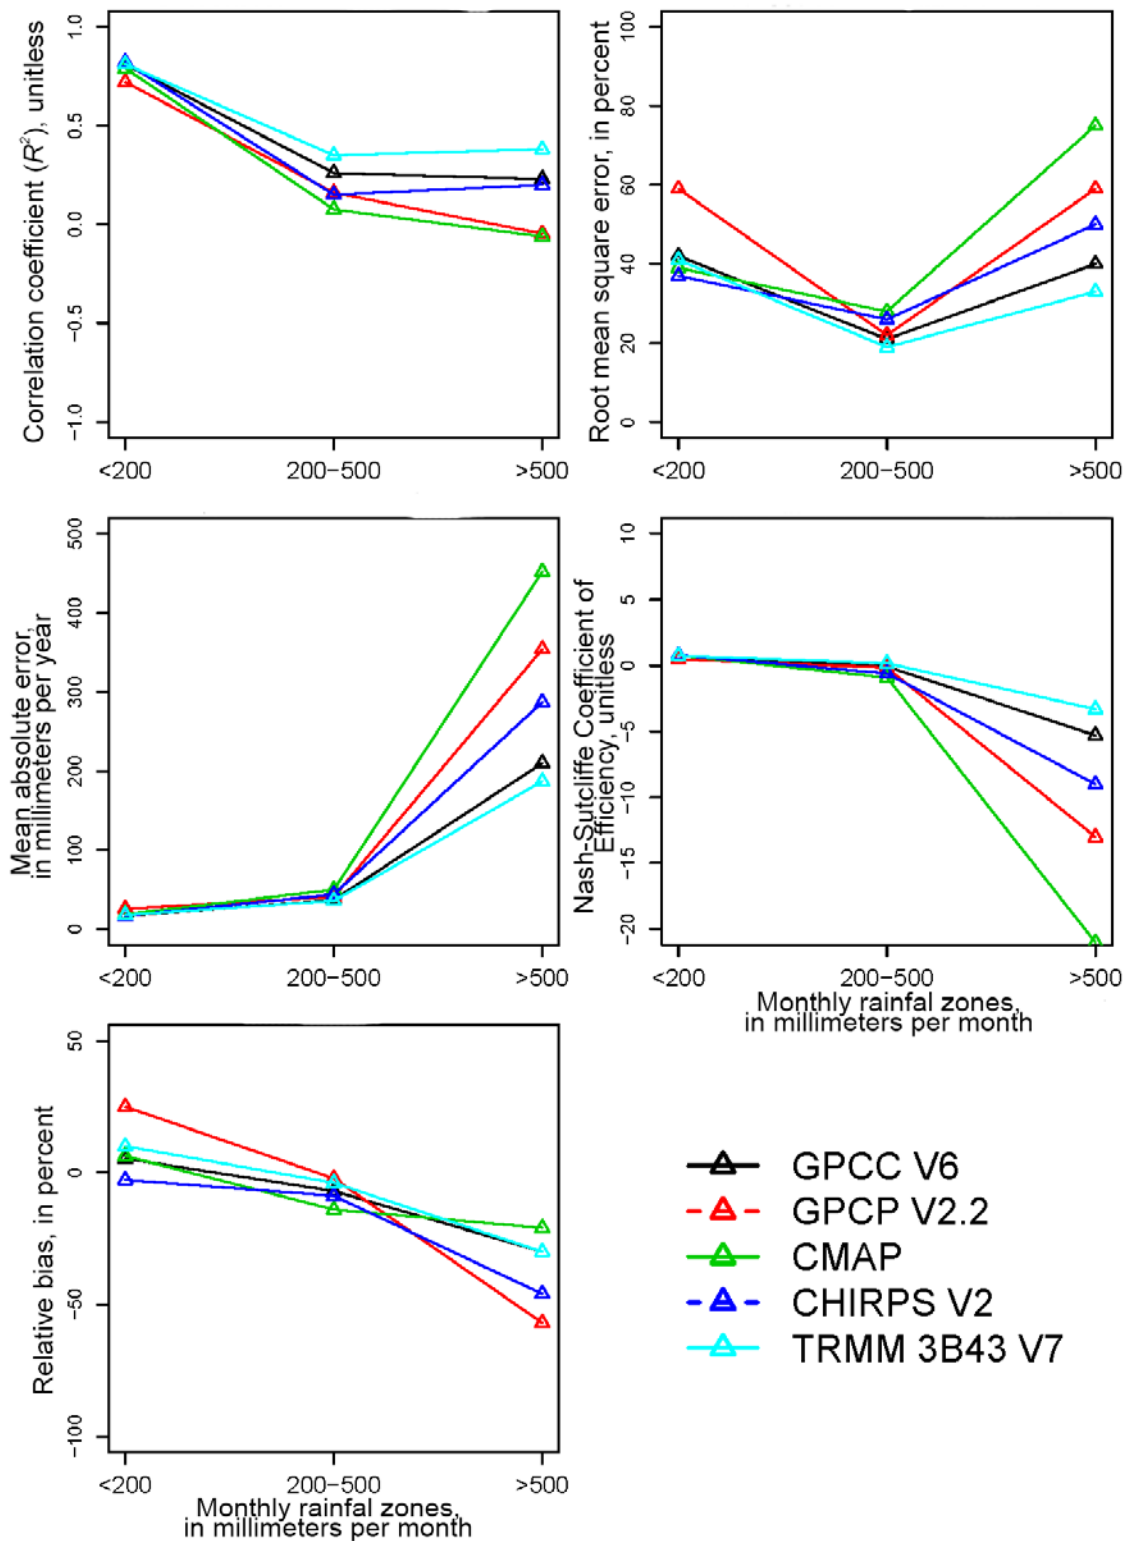 Correlation coefficient (R²), unitless
1.0
0.5
0.0
−0.5
−1.0
<200
200−500
>500
Root mean square error, in percent
100
80
60
40
20
0
<200
200−500
>500
Mean absolute error,
in millimeters per year
500
400
300
200
100
0
<200
200−500
>500
Nash-Sutcliffe Coefficient of
Efficiency, unitless
10
5
0
−5
−10
−15
−20
<200
200−500
>500
Monthly rainfal zones,
in millimeters per month
Relative bias, in percent
50
0
−50
−100
<200
200−500
>500
Monthly rainfal zones,
in millimeters per month
GPCC V6
GPCP V2.2
CMAP
CHIRPS V2
TRMM 3B43 V7